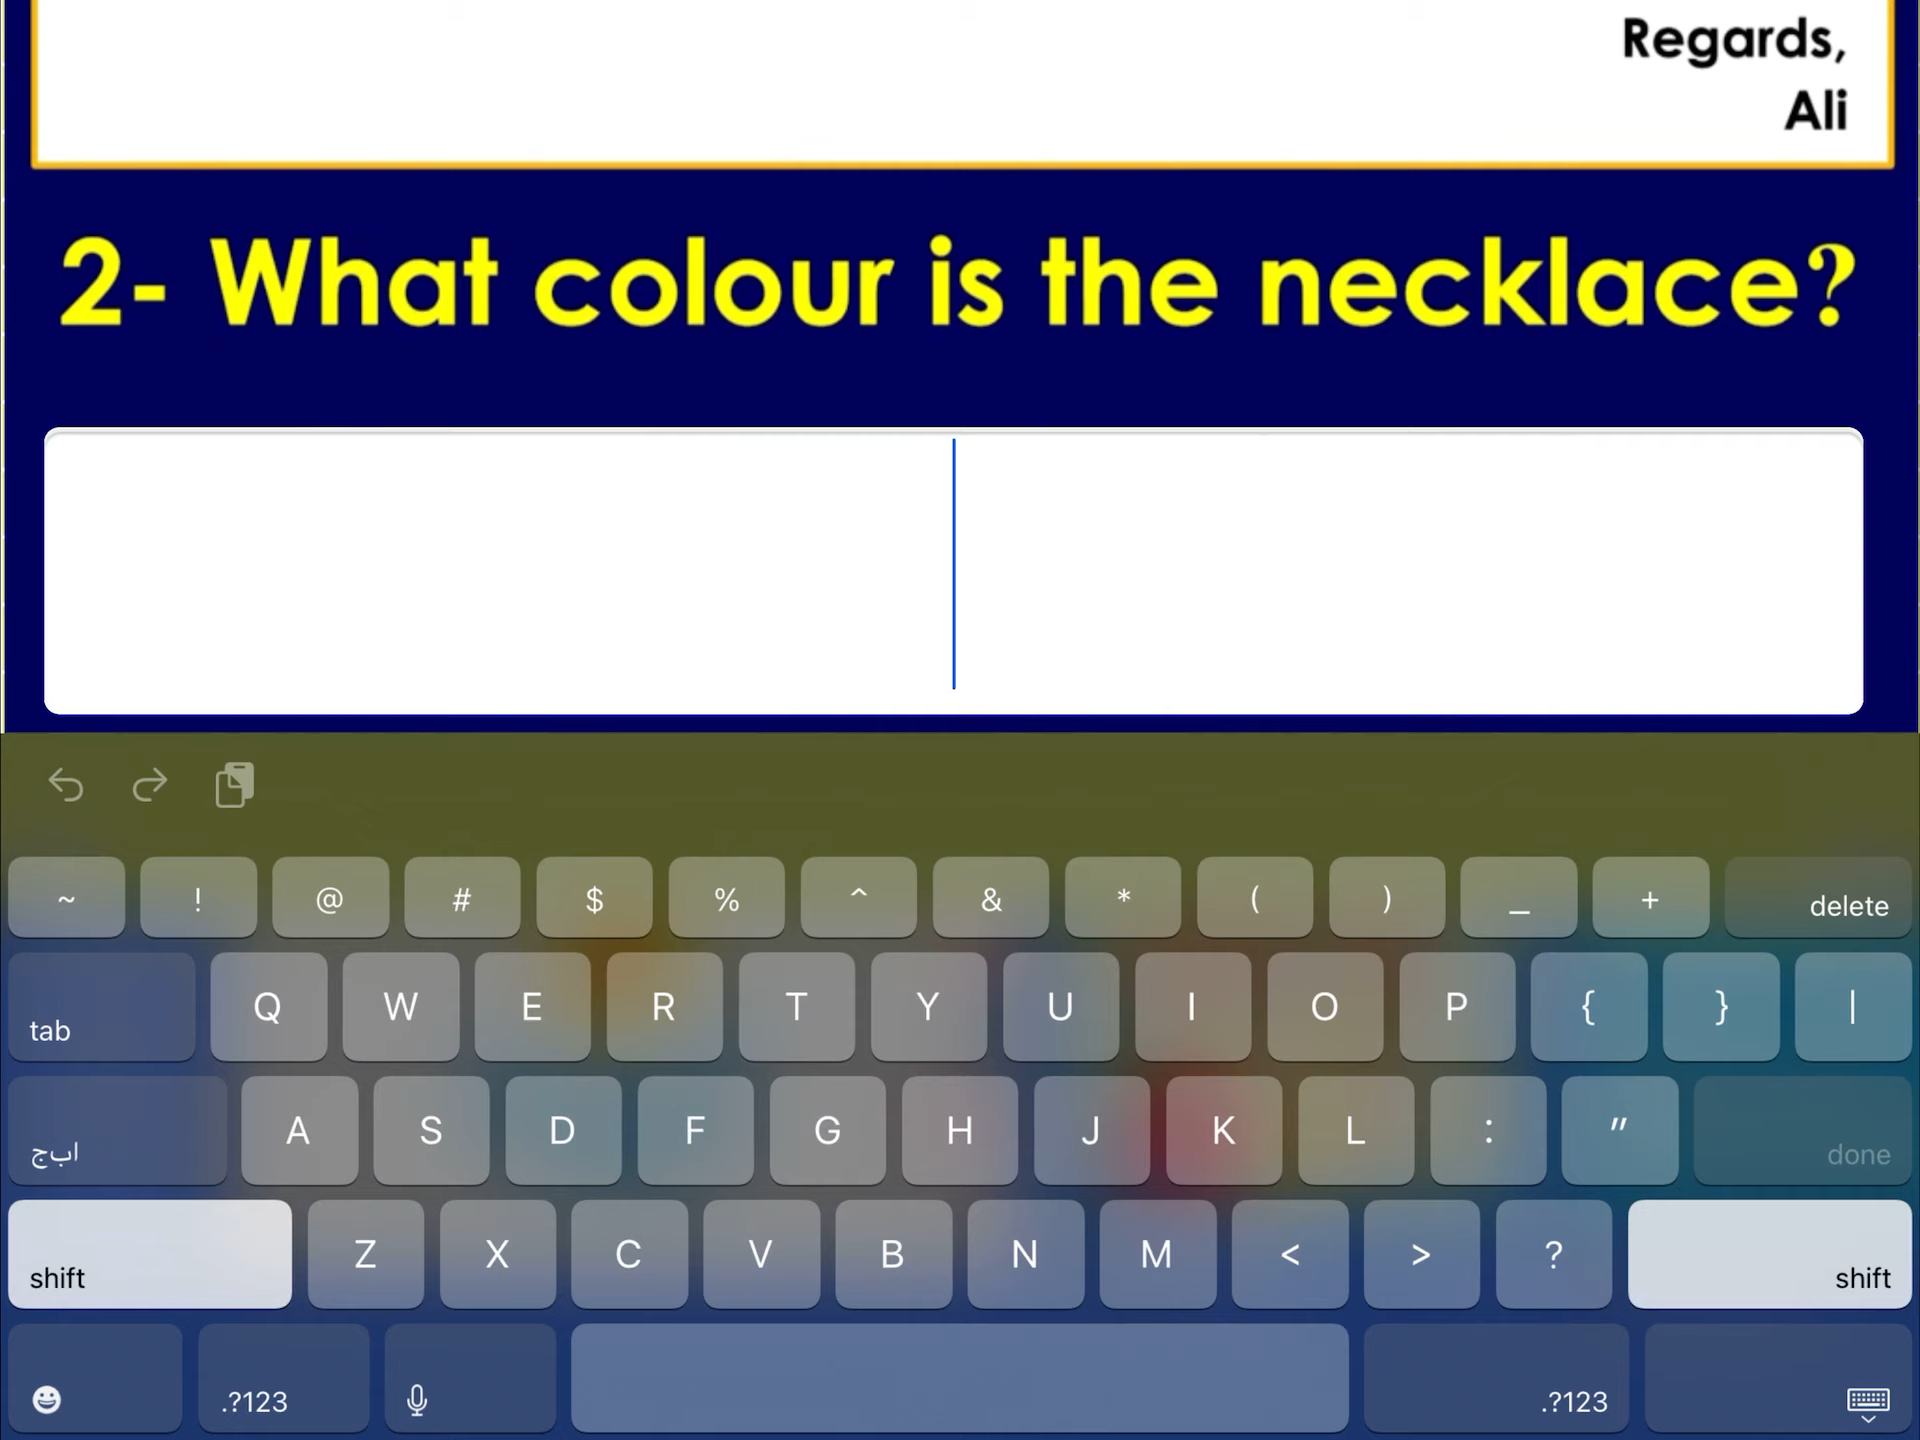 Regards,
Ali
2- What colour is the necklace?
~ ! @ # $ % ^ & * ( ) _ + delete
tab Q W E R T Y U I O P { } |
ابج A S D F G H J K L : " done
shift Z X C V B N M < > ? shift
.?123 .?123